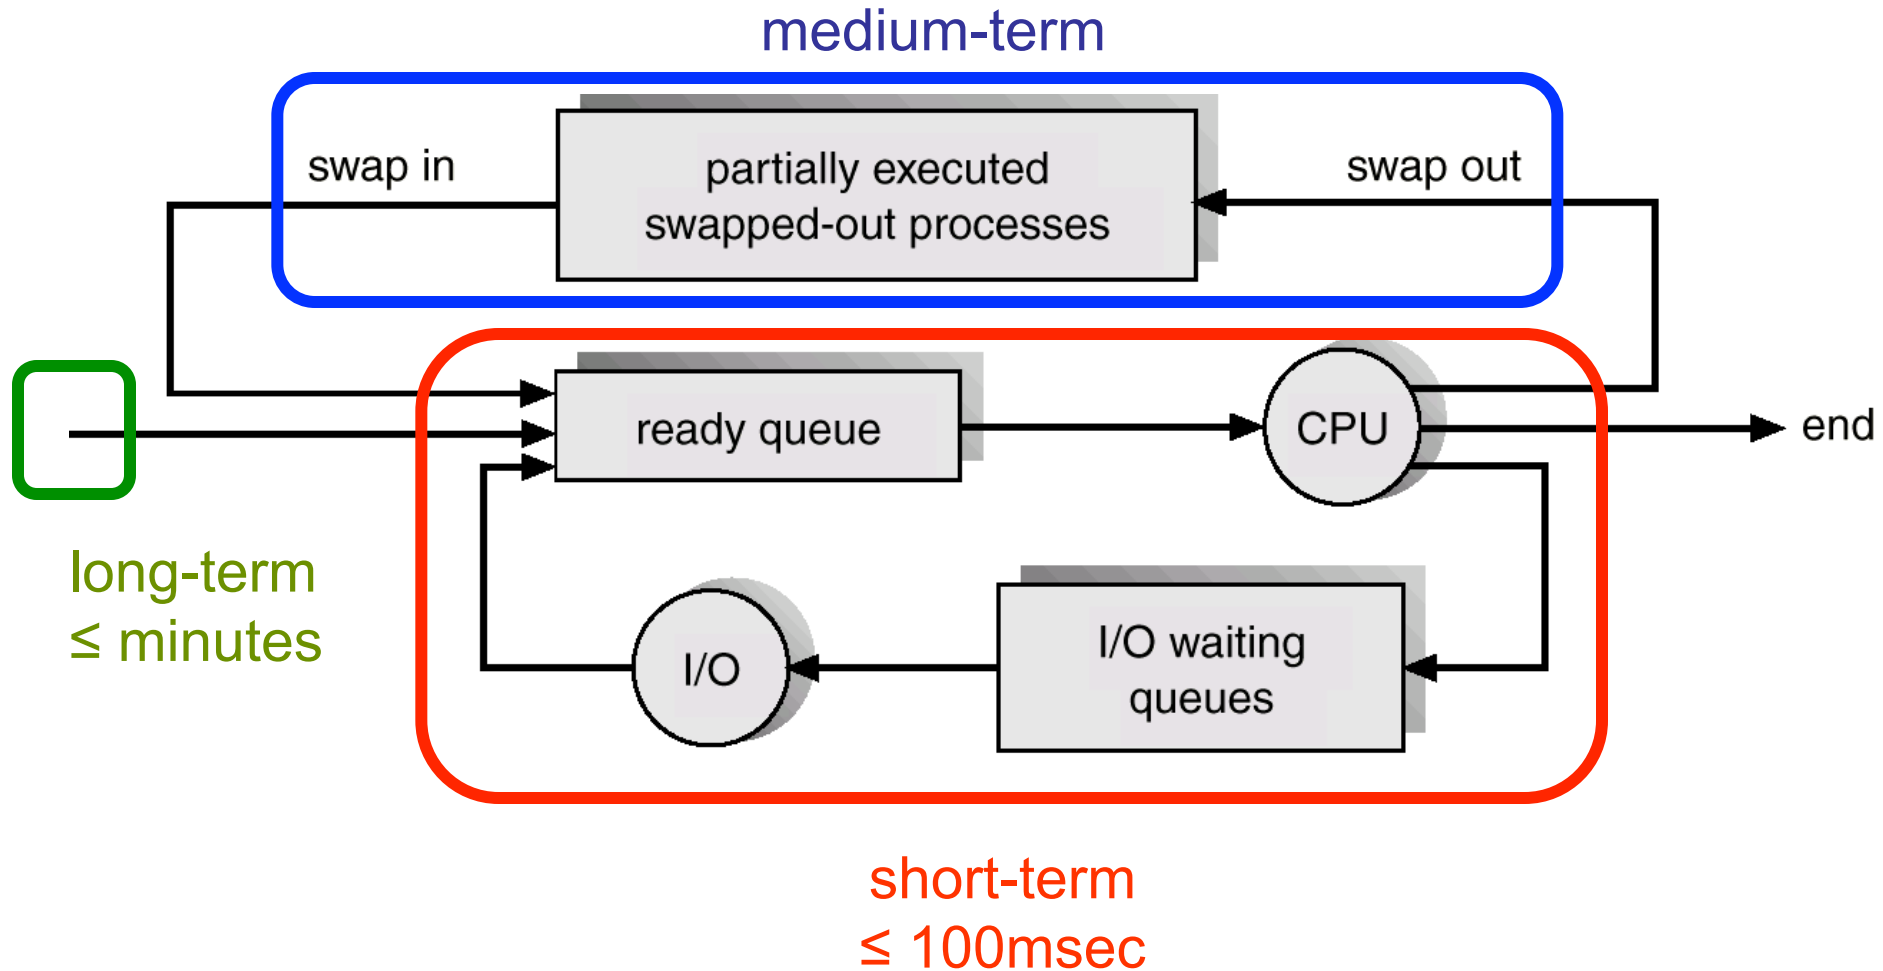 medium-term
swap in
partially executed
swapped-out processes
swap out
ready queue
CPU
end
long-term
≤ minutes
I/O
I/O waiting
queues
short-term
≤ 100msec